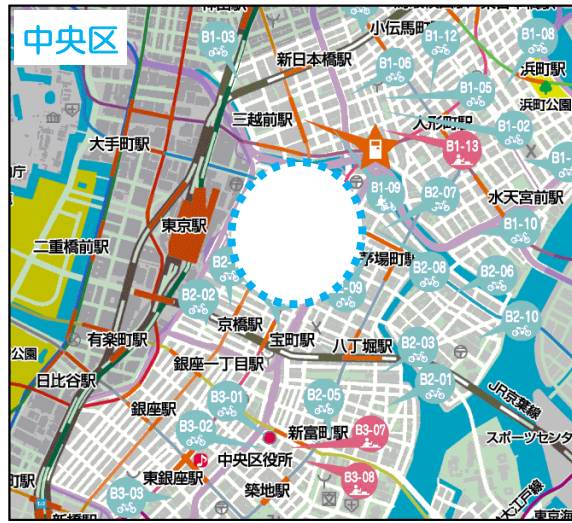 中央区
B1-03
新日本橋駅
小伝馬町駅
B1-12
B1-08
浜町駅
浜町公園
B1-06
B1-05
三越前駅
人形町駅
B1-02
大手町駅
B1-13
B1-09
B2-07
水天宮前駅
東京駅
B1-10
二重橋前駅
茅場町駅
B2-08
B2-06
B2-02
京橋駅
B2-10
有楽町駅
宝町駅
八丁堀駅
B2-03
公園
銀座一丁目駅
日比谷駅
B2-01
JR京葉線
B3-01
B2-05
銀座駅
B3-02
新富町駅
B3-07
スポーツセンタ
中央区役所
東銀座駅
B3-08
築地駅
B3-03
大江戸線